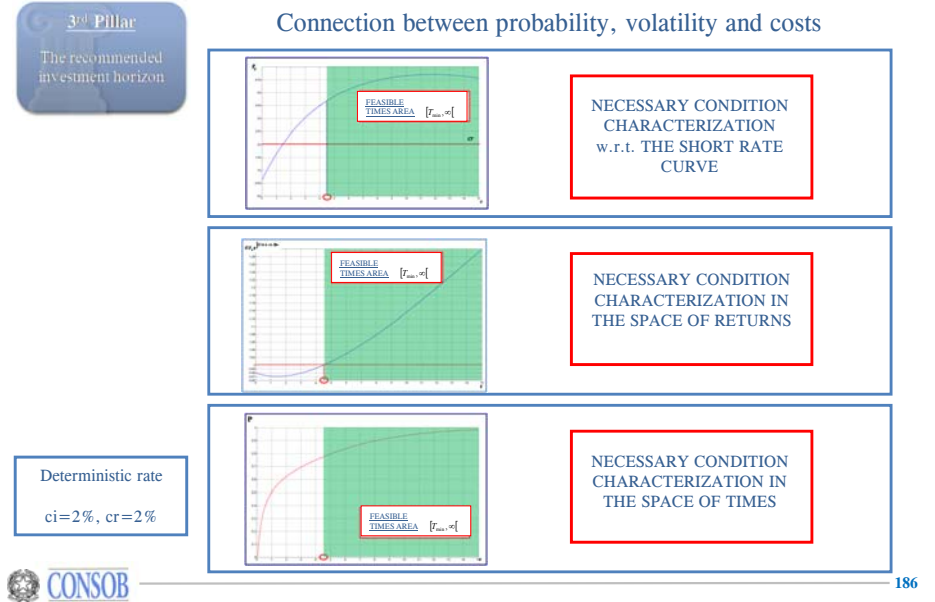 3rd Pillar
The recommended
investment horizon
Connection between probability, volatility and costs
FEASIBLE
TIMES AREA [Tmin, ∞[
cr
NECESSARY CONDITION
CHARACTERIZATION
w.r.t. THE SHORT RATE
CURVE
FEASIBLE
TIMES AREA [Tmin, ∞[
NECESSARY CONDITION
CHARACTERIZATION IN
THE SPACE OF RETURNS
P
FEASIBLE
TIMES AREA [Tmin, ∞[
NECESSARY CONDITION
CHARACTERIZATION IN
THE SPACE OF TIMES
Deterministic rate
ci=2%, cr=2%
CONSOB
186